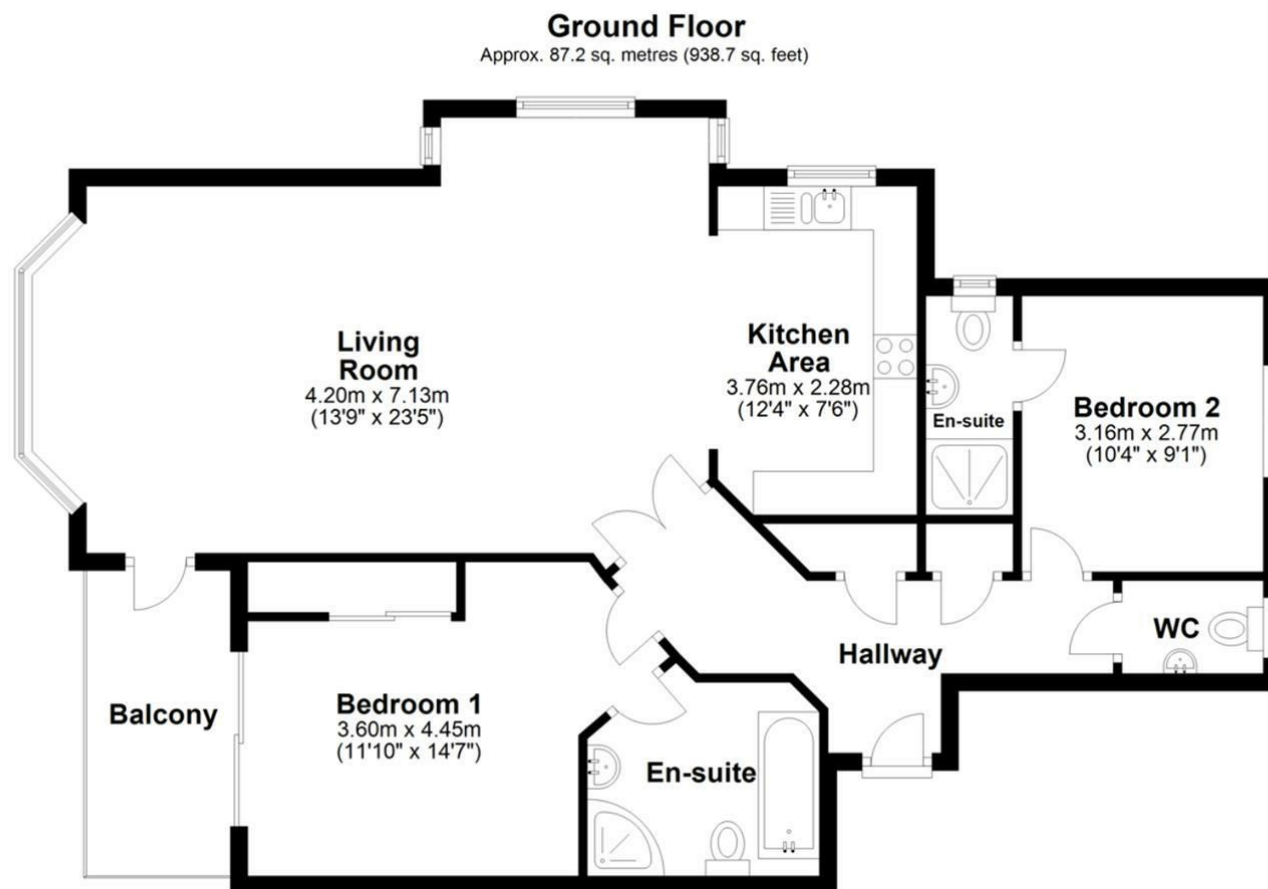 Ground Floor
Approx. 87.2 sq. metres (938.7 sq. feet)
Living
Room
4.20m x 7.13m
(13'9" x 23'5")
Kitchen
Area
3.76m x 2.28m
(12'4" x 7'6")
En-suite
Bedroom 2
3.16m x 2.77m
(10'4" x 9'1")
WC
Hallway
Balcony
Bedroom 1
3.60m x 4.45m
(11'10" x 14'7")
En-suite